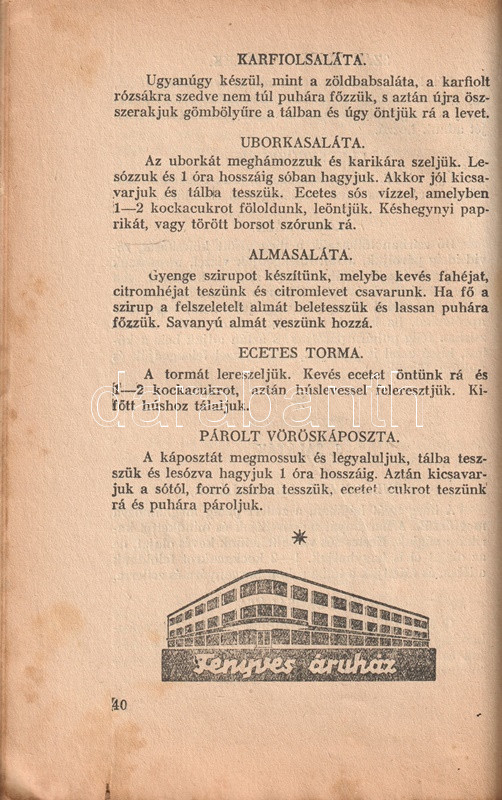 KARFIOLSALÁTA.
Ugyanúgy készül, mint a zöldbabsaláta, a karfiolt
rózsákra szedve nem túl puhára főzzük, s aztán újra ösz-
szerakjuk gömbölyűre a tálban és úgy öntjük rá a levet.
UBORKASALÁTA.
Az uborkát meghámozzuk és karikára szeljük. Le-
sózzuk és 1 óra hosszáig sóban hagyjuk. Akkor jól kicsa-
varjuk és tálba tesszük. Ecetes sós vízzel, amelyben
1—2 kockacukrot föloldunk, leöntjük. Késhegynyi pap-
rikát, vagy törött borsot szórunk rá.
ALMASALÁTA.
Gyenge szirupot készítünk, melybe kevés fahéjat,
citromhéjat teszünk és citromlevet csavarunk. Ha fő a
szirup a felszeletelt almát beletesszük és lassan puhára
főzzük. Savanyú almát veszünk hozzá.
ECETES TORMA.
A tormát lereszeljük. Kevés ecetet öntünk rá és
1—2 kockacukrot, aztán húslevessel feleresztjük. Ki-
főtt húshoz tálaljuk.
darabanth
PÁROLT VÖRÖSKÁPOSZTA.
A káposztát megmossuk és legyaluljuk, tálba tesz-
szük és lesózva hagyjuk 1 óra hosszáig. Aztán kicsavar-
juk a sótól, forró zsírba tesszük, ecetet cukrot teszünk
rá és puhára pároljuk.
Fenyves áruház
40